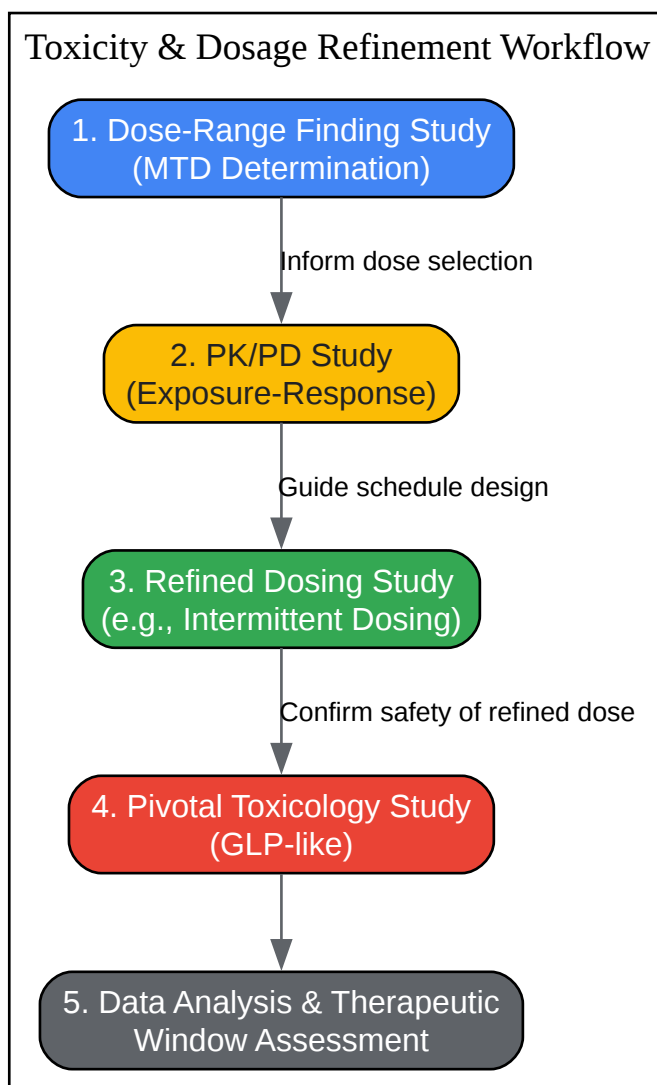 Toxicity & Dosage Refinement Workflow
1. Dose-Range Finding Study
(MTD Determination)
Inform dose selection
2. PK/PD Study
(Exposure-Response)
Guide schedule design
3. Refined Dosing Study
(e.g., Intermittent Dosing)
Confirm safety of refined dose
4. Pivotal Toxicology Study
(GLP-like)
5. Data Analysis & Therapeutic
Window Assessment